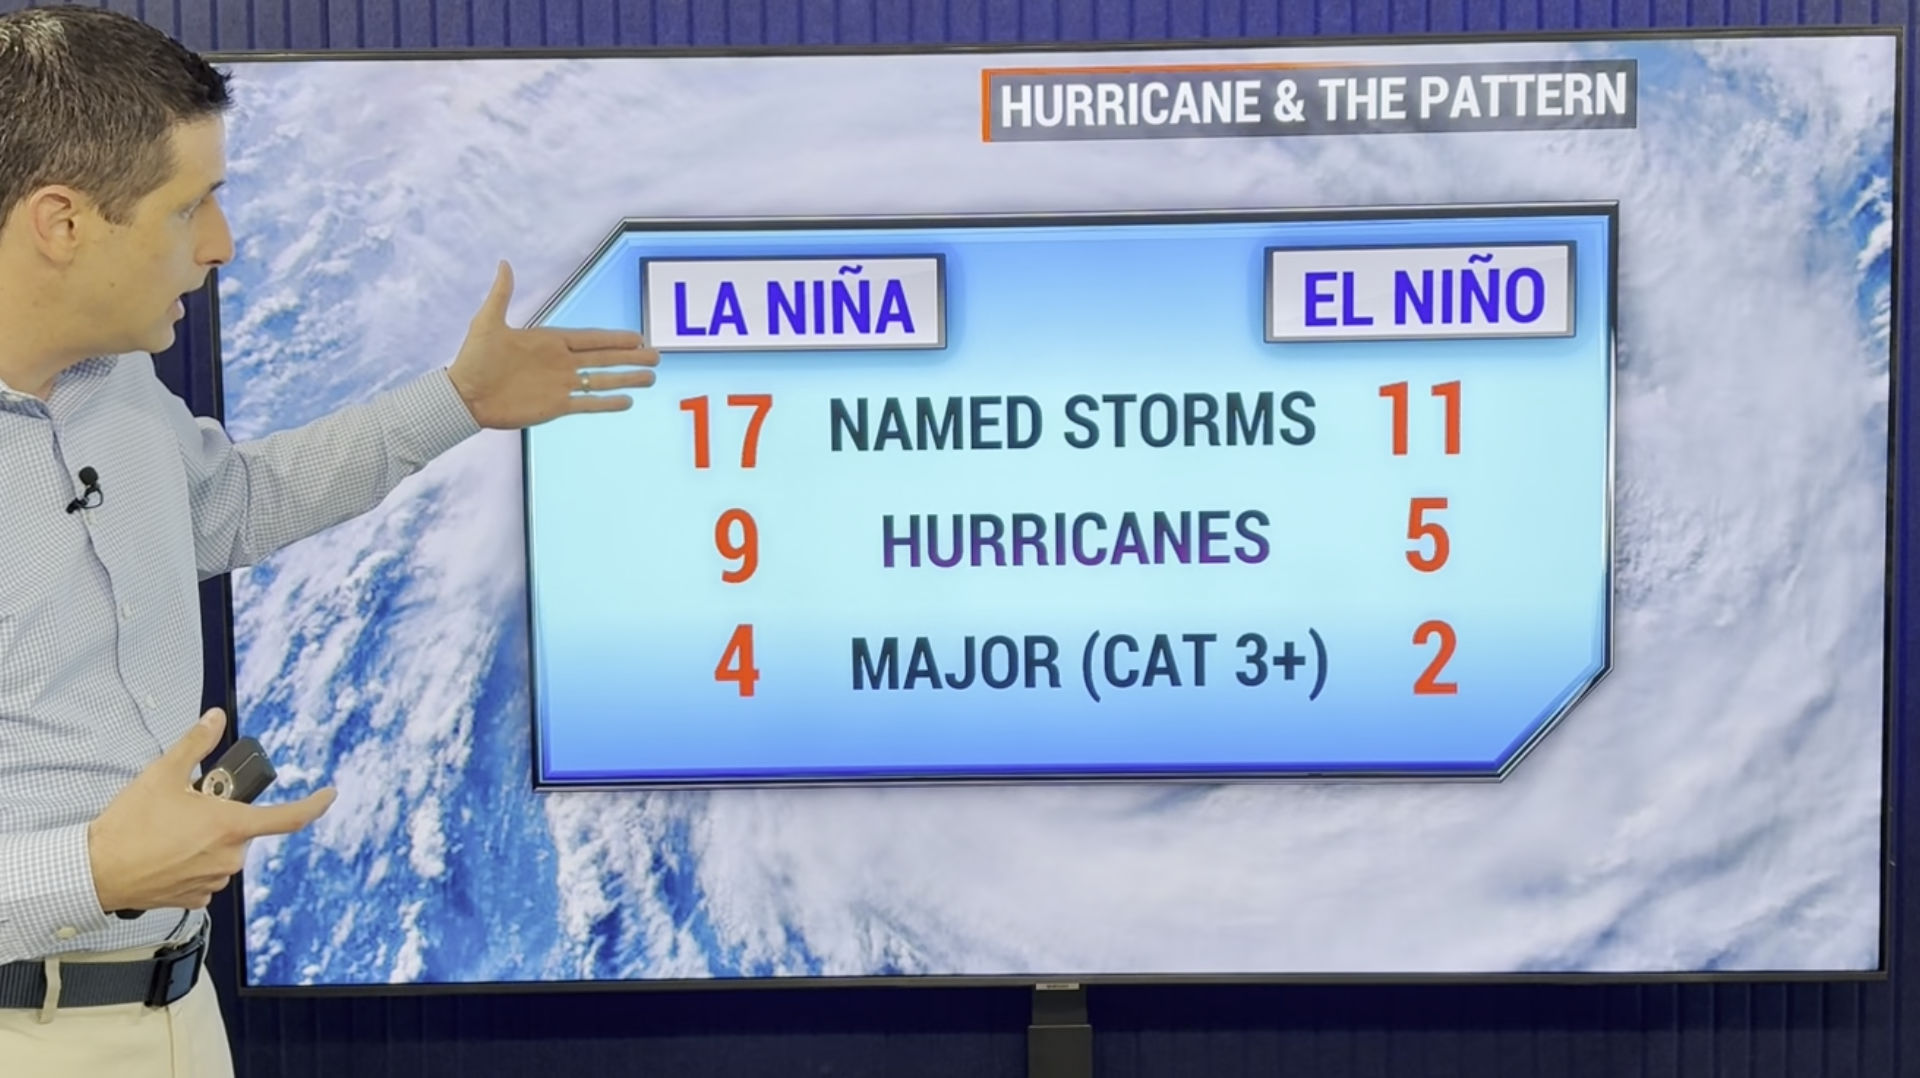 HURRICANE & THE PATTERN
LA NIÑA EL NIÑO
17 NAMED STORMS 11
9 HURRICANES 5
4 MAJOR (CAT 3+) 2